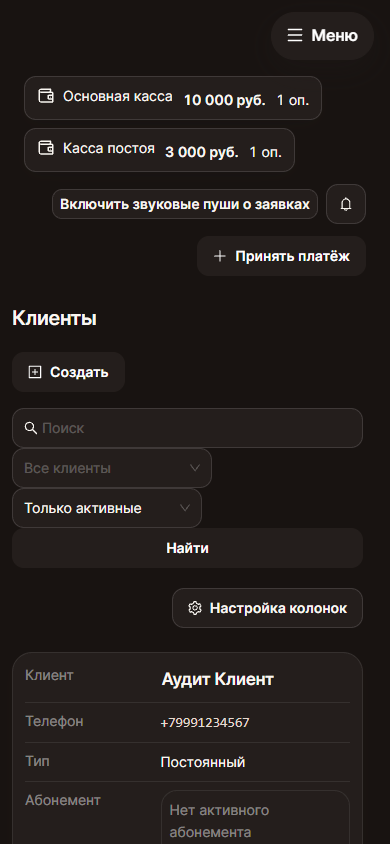 Меню
Основная касса 10 000 руб. 1 оп.
Касса постоя 3 000 руб. 1 оп.
Включить звуковые пуши о заявках
Принять платёж
Клиенты
Создать
Поиск
Все клиенты
Только активные
Найти
Настройка колонок
Клиент Аудит Клиент
Телефон +79991234567
Тип Постоянный
Абонемент Нет активного
абонемента